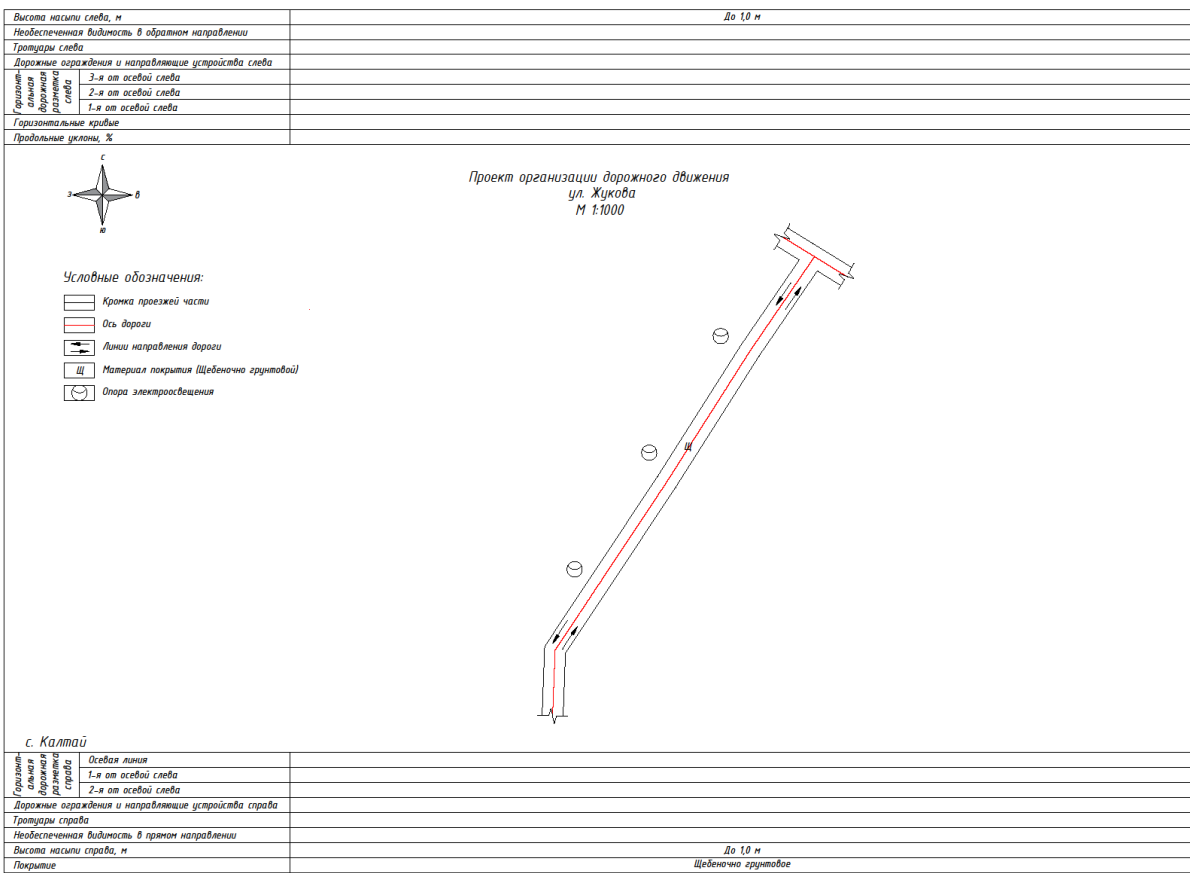 Высота насыпи слева, м
До 1,0 м
Необеспеченная видимость в обратном направлении
Тротуары слева
Дорожные ограждения и направляющие устройства слева
Горизонт-
альная
дорожная
разметка
слева
3-я от осевой слева
2-я от осевой слева
1-я от осевой слева
Горизонтальные кривые
Продольные уклоны, %
с
з
в
ю
Проект организации дорожного движения
ул. Жукова
М 1:1000
Условные обозначения:
Кромка проезжей части
Ось дороги
Линии направления дороги
Щ
Материал покрытия (Щебеночно грунтовой)
Опора электроосвещения
Щ
с. Калтай
Горизонт-
альная
дорожная
разметка
справа
Осевая линия
1-я от осевой слева
2-я от осевой слева
Дорожные ограждения и направляющие устройства справа
Тротуары справа
Необеспеченная видимость в прямом направлении
Высота насыпи справа, м
До 1,0 м
Покрытие
Щебеночно грунтовое